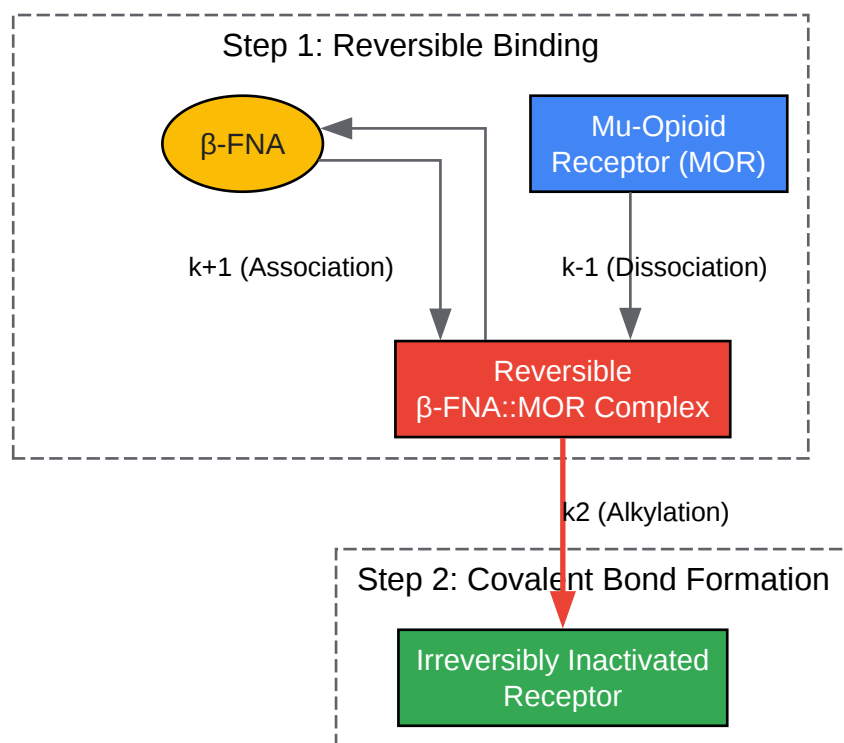 Step 1: Reversible Binding
β-FNA
Mu-Opioid
Receptor (MOR)
k+1 (Association)
k-1 (Dissociation)
Reversible
β-FNA::MOR Complex
k2 (Alkylation)
Step 2: Covalent Bond Formation
Irreversibly Inactivated
Receptor